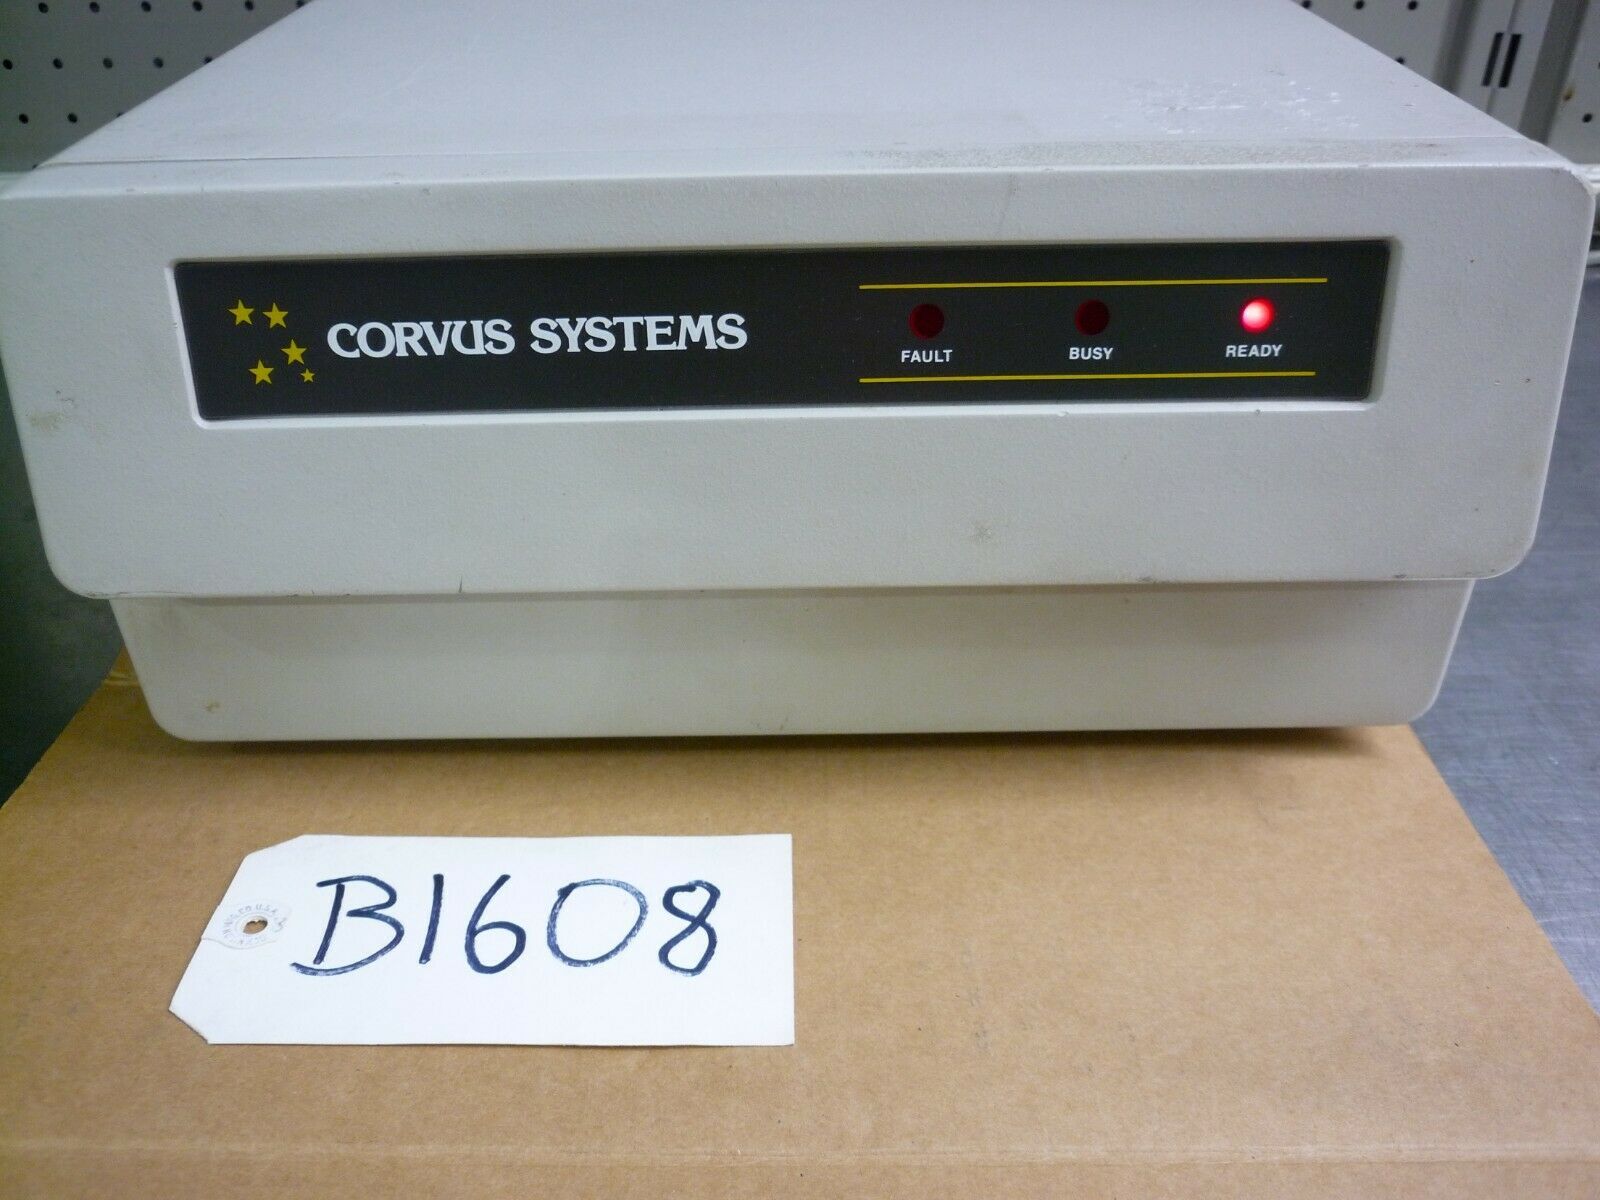 CORVUS SYSTEMS
FAULT BUSY READY
B1608